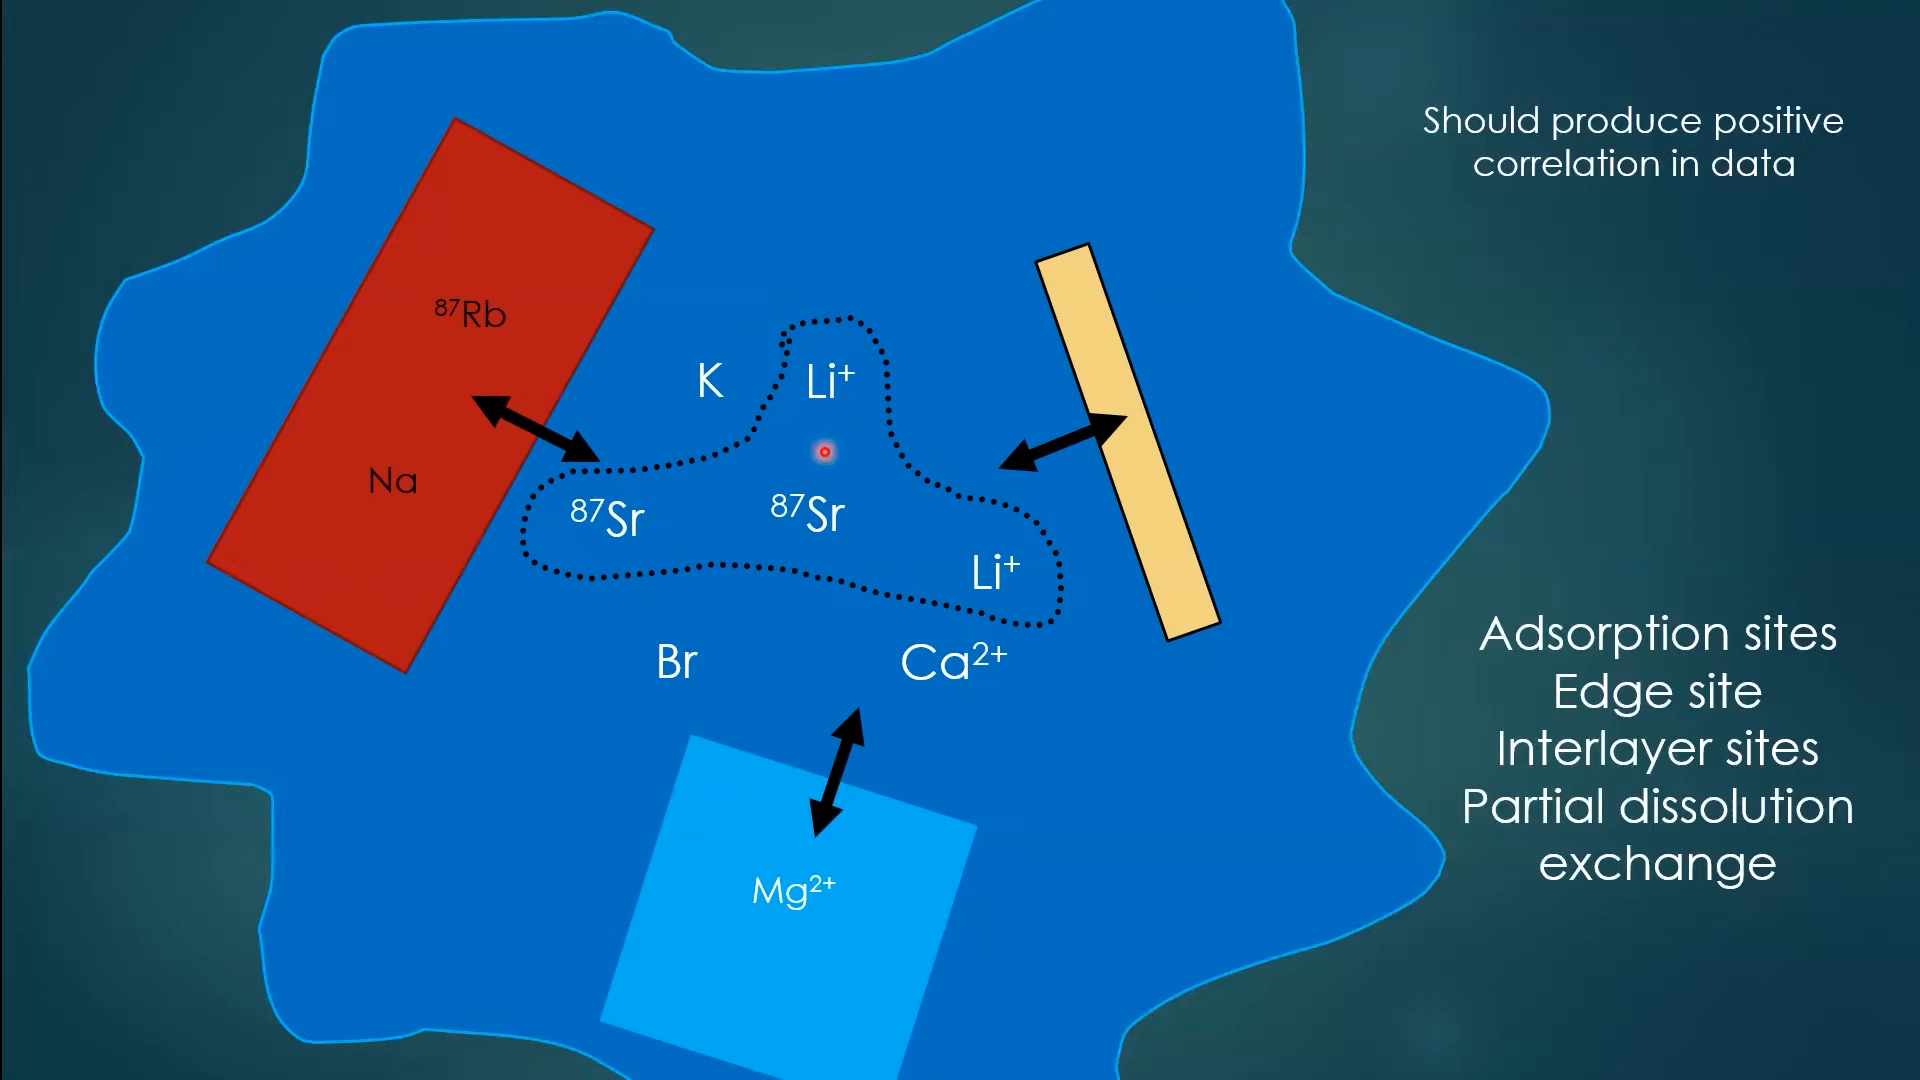 Should produce positive
correlation in data
⁸⁷Rb
K
Li⁺
Na
⁸⁷Sr
⁸⁷Sr
Li⁺
Br
Ca²⁺
Mg²⁺
Adsorption sites
Edge site
Interlayer sites
Partial dissolution
exchange